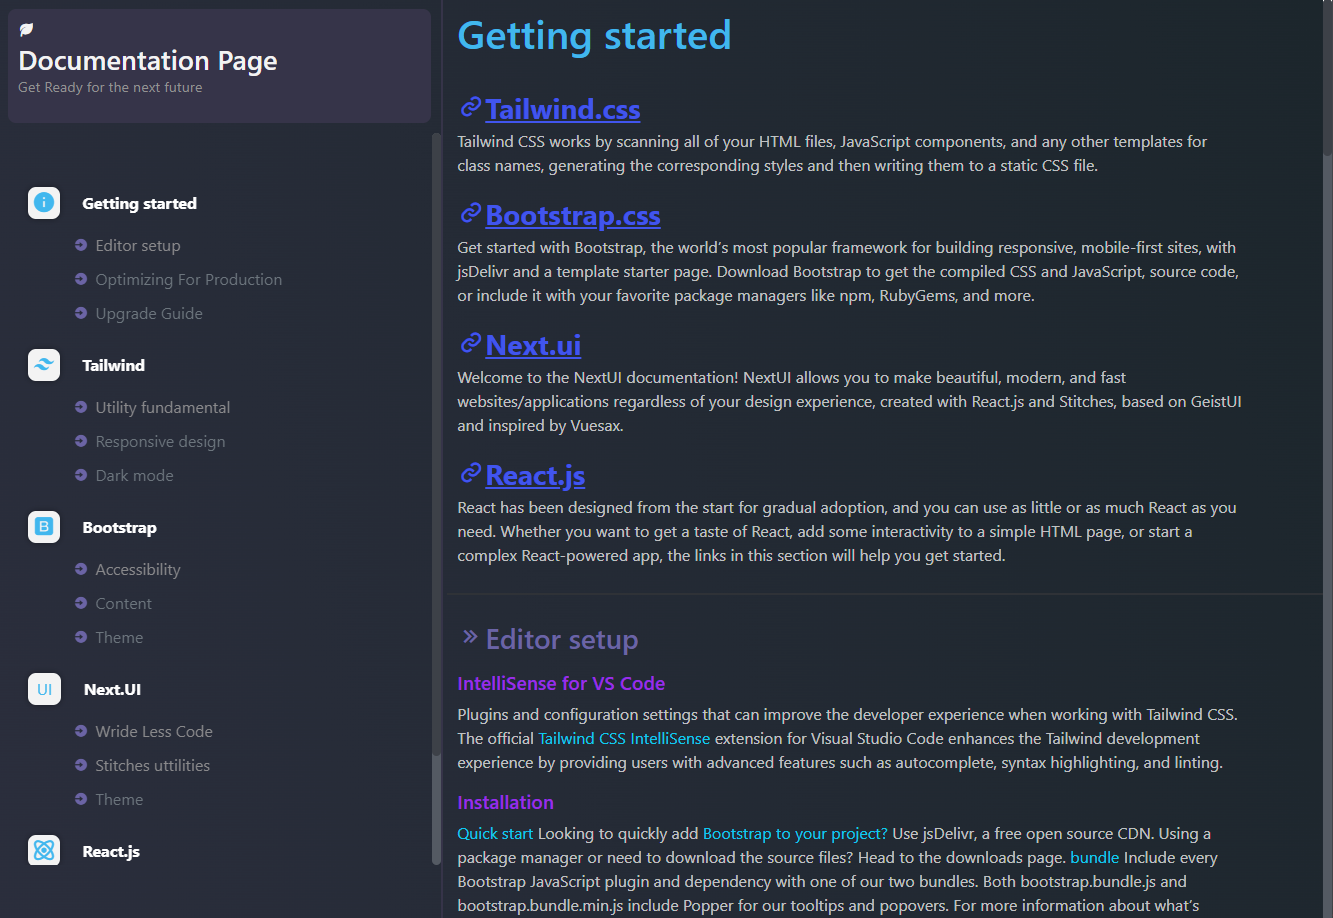 Documentation Page
Get Ready for the next future
Getting started
Editor setup
Optimizing For Production
Upgrade Guide
Tailwind
Utility fundamental
Responsive design
Dark mode
B
Bootstrap
Accessibility
Content
Theme
UI
Next.UI
Wride Less Code
Stitches uttilities
Theme
React.js
Getting started
Tailwind.css
Tailwind CSS works by scanning all of your HTML files, JavaScript components, and any other templates for
class names, generating the corresponding styles and then writing them to a static CSS file.
Bootstrap.css
Get started with Bootstrap, the world’s most popular framework for building responsive, mobile-first sites, with
jsDelivr and a template starter page. Download Bootstrap to get the compiled CSS and JavaScript, source code,
or include it with your favorite package managers like npm, RubyGems, and more.
Next.ui
Welcome to the NextUI documentation! NextUI allows you to make beautiful, modern, and fast
websites/applications regardless of your design experience, created with React.js and Stitches, based on GeistUI
and inspired by Vuesax.
React.js
React has been designed from the start for gradual adoption, and you can use as little or as much React as you
need. Whether you want to get a taste of React, add some interactivity to a simple HTML page, or start a
complex React-powered app, the links in this section will help you get started.
Editor setup
IntelliSense for VS Code
Plugins and configuration settings that can improve the developer experience when working with Tailwind CSS.
The official Tailwind CSS IntelliSense extension for Visual Studio Code enhances the Tailwind development
experience by providing users with advanced features such as autocomplete, syntax highlighting, and linting.
Installation
Quick start Looking to quickly add Bootstrap to your project? Use jsDelivr, a free open source CDN. Using a
package manager or need to download the source files? Head to the downloads page. bundle Include every
Bootstrap JavaScript plugin and dependency with one of our two bundles. Both bootstrap.bundle.js and
bootstrap.bundle.min.js include Popper for our tooltips and popovers. For more information about what’s